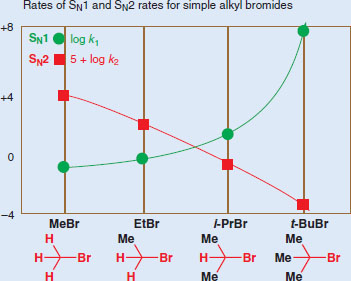 Rates of SN1 and SN2 rates for simple alkyl bromides
+8
SN1 log k1
SN2 5 + log k2
+4
0
−4
MeBr EtBr i-PrBr t-BuBr
H Me Me Me
H Br H Br H Br Me Br
H H Me Me